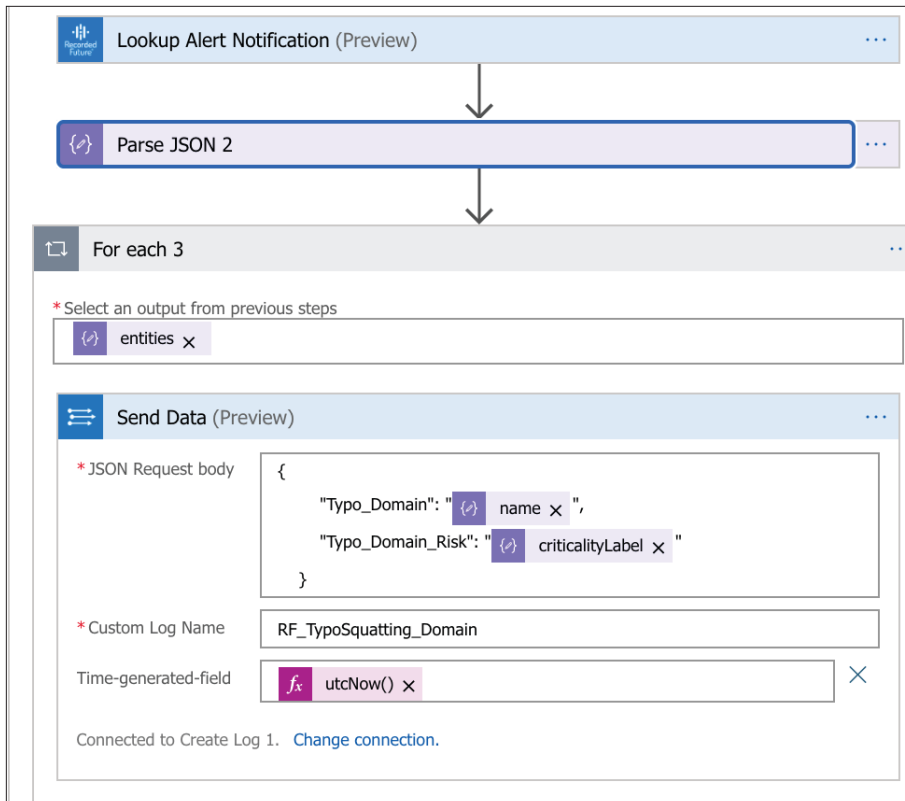 Recorded
Future
Lookup Alert Notification (Preview)
Parse JSON 2
For each 3
* Select an output from previous steps
entities
Send Data (Preview)
* JSON Request body
{
"Typo_Domain": " name ",
"Typo_Domain_Risk": " criticalityLabel "
}
* Custom Log Name
RF_TypoSquatting_Domain
Time-generated-field
fx utcNow()
Connected to Create Log 1. Change connection.